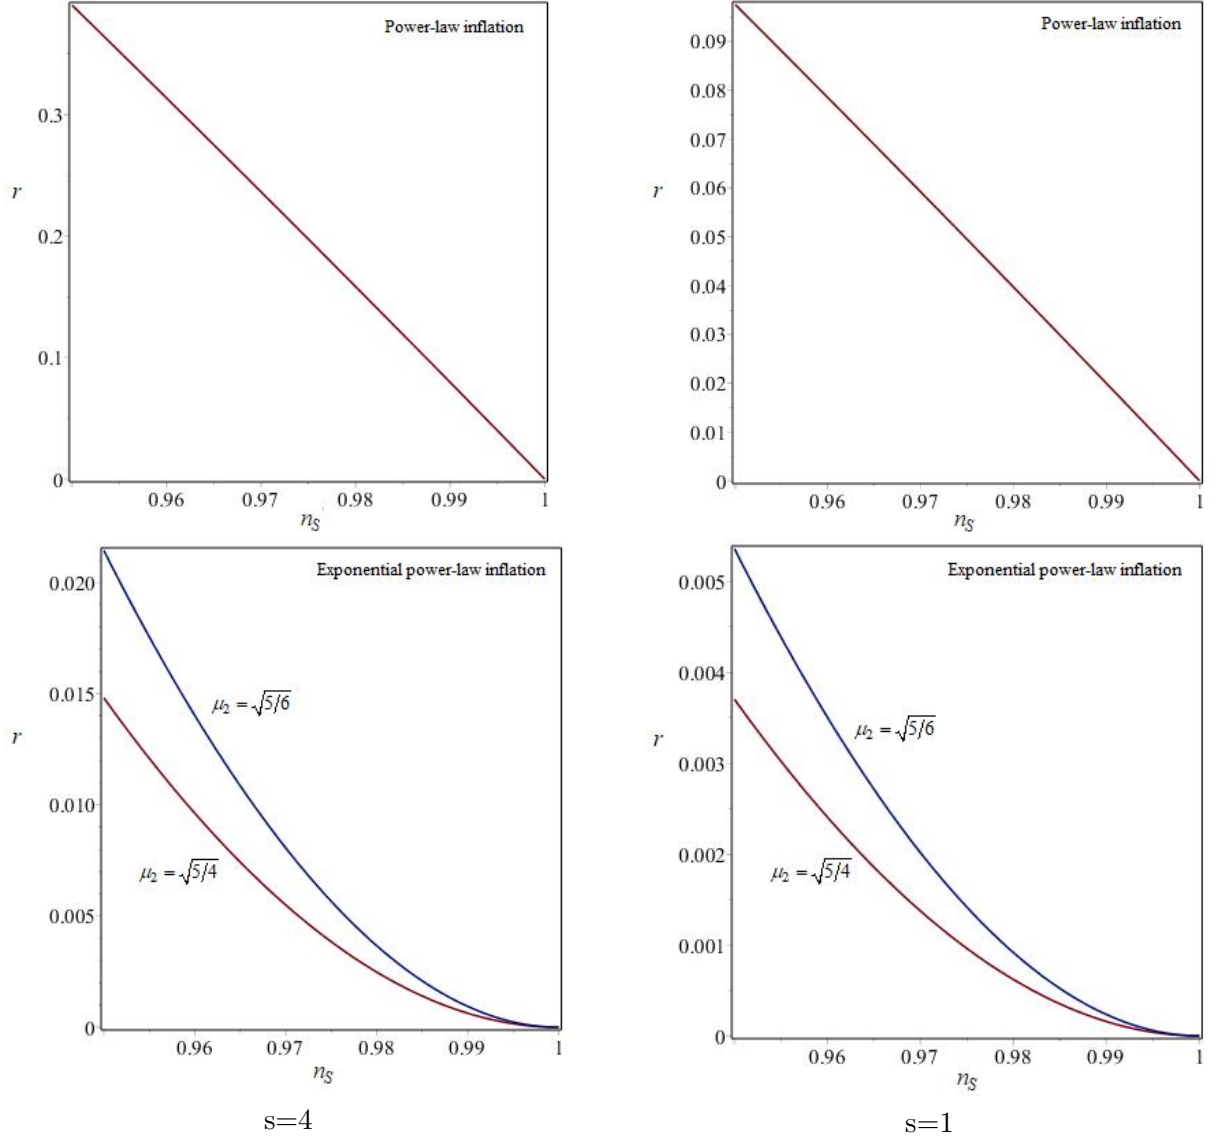 Power-law inflation
0.3
0.2
0.1
0
r
0.96 0.97 0.98 0.99 1
n_S
Power-law inflation
0.09
0.08
0.07
0.06
0.05
0.04
0.03
0.02
0.01
0
r
0.96 0.97 0.98 0.99 1
n_S
Exponential power-law inflation
0.020
0.015
0.010
0.005
0
r
μ₂ = √5/6
μ₂ = √5/4
0.96 0.97 0.98 0.99 1
n_S
s=4
Exponential power-law inflation
0.005
0.004
0.003
0.002
0.001
0
r
μ₂ = √5/6
μ₂ = √5/4
0.96 0.97 0.98 0.99 1
n_S
s=1